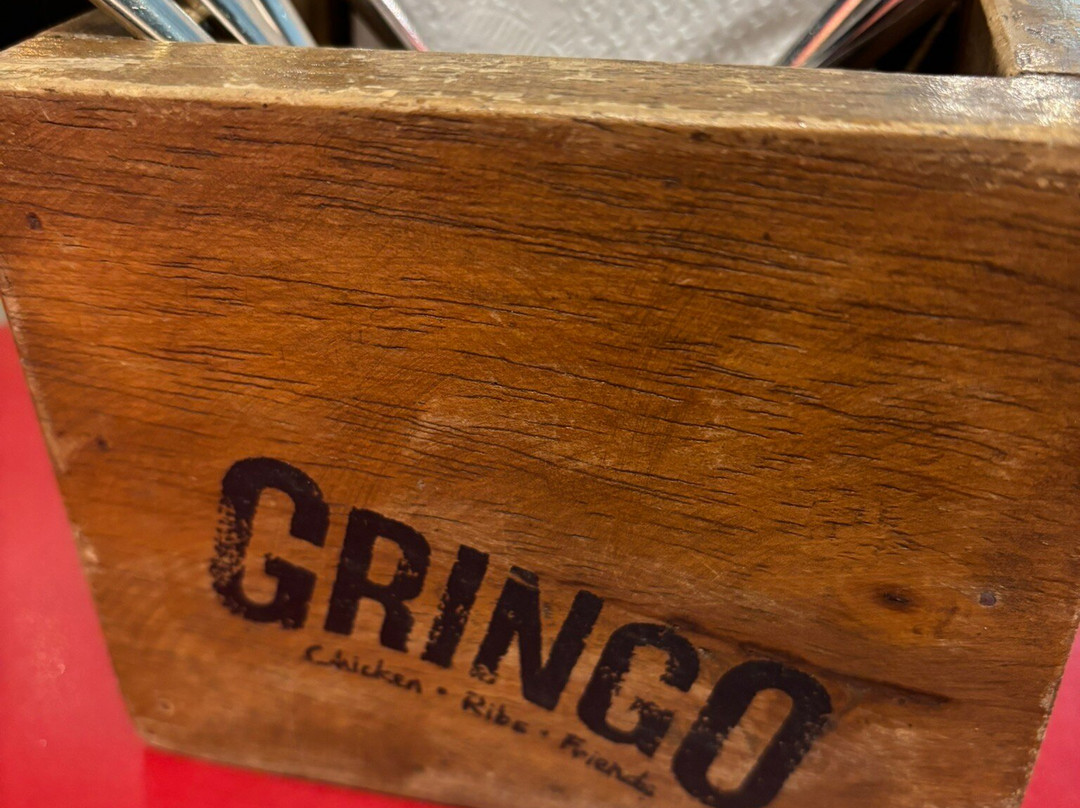 GRINGO
Chicken • Ribs • Friends